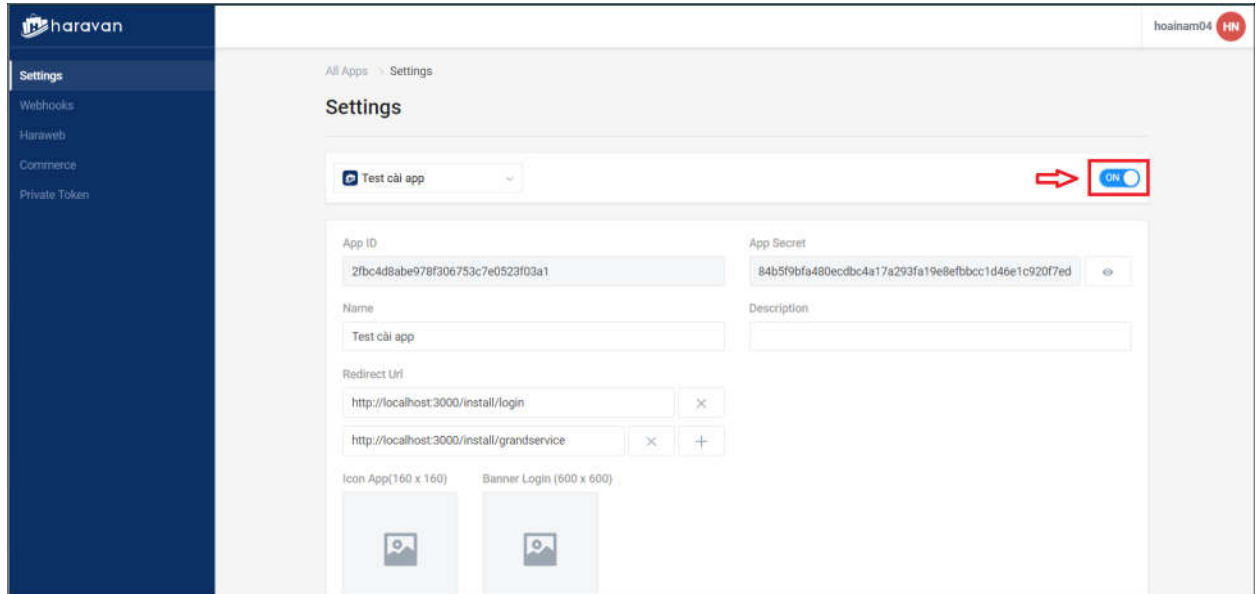 haravan
hoainam04 HN
Settings
Webhooks
Haraweb
Commerce
Private Token
All Apps > Settings
Settings
Test cài app
ON
App ID
App Secret
2fbc4d8abe978f306753c7e0523f03a1
84b5f9bfa480ecdbc4a17a293fa19e8efbbcc1d46e1c920f7ed
Name
Description
Test cài app
Redirect Url
http://localhost:3000/install/login
http://localhost:3000/install/grandservice
Icon App(160 x 160)
Banner Login (600 x 600)